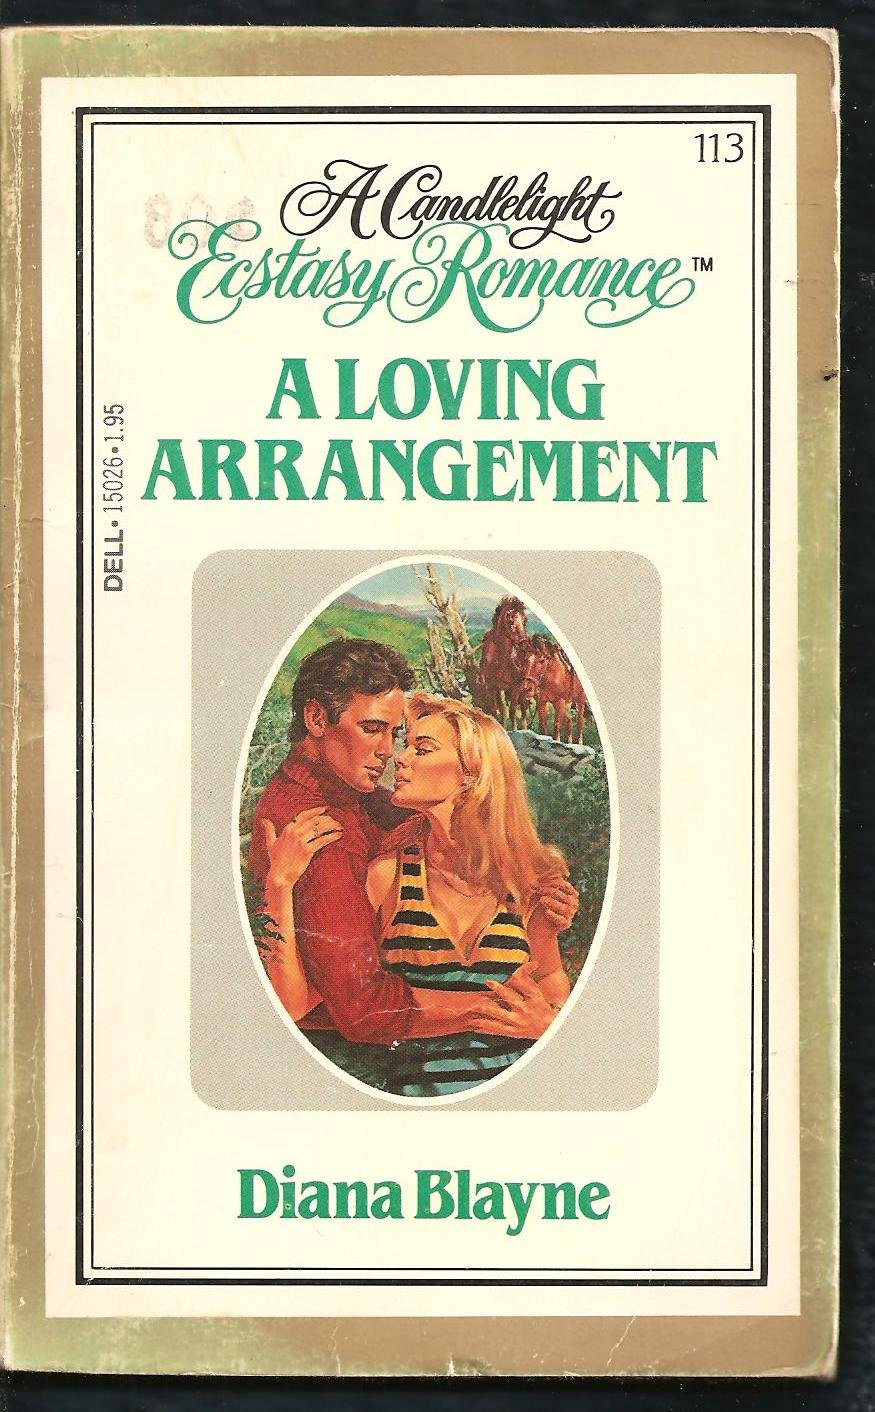 113
A Candlelight
Ecstasy Romance™
A LOVING
ARRANGEMENT
DELL • 15026 • 1.95
Diana Blayne